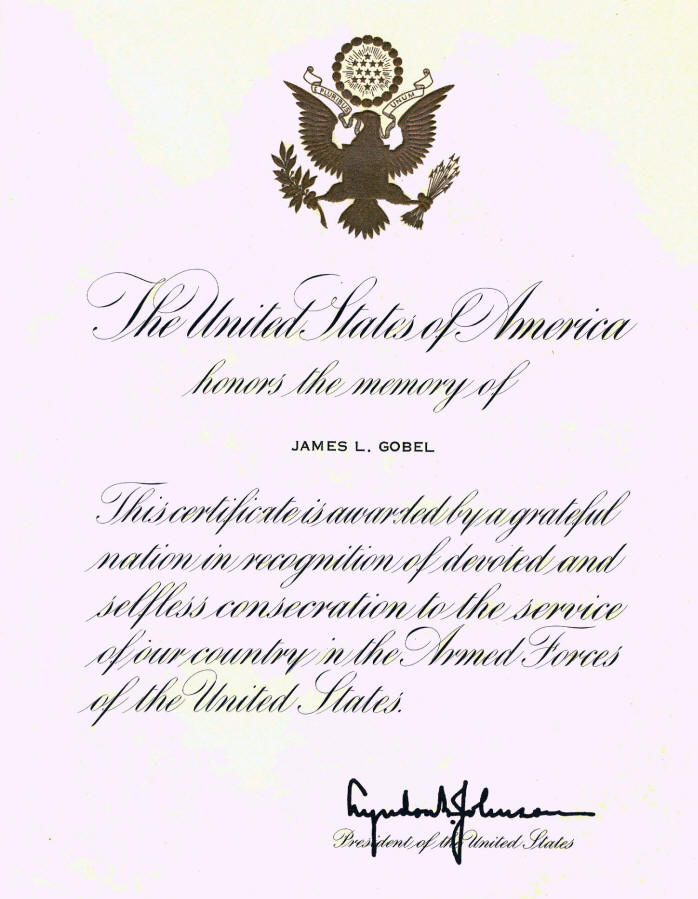 E PLURIBUS UNUM
The United States of America
honors the memory of
JAMES L. GOBEL
This certificate is awarded by a grateful
nation in recognition of devoted and
selfless consecration to the service
of our country in the Armed Forces
of the United States.
Lyndon B. Johnson
President of the United States